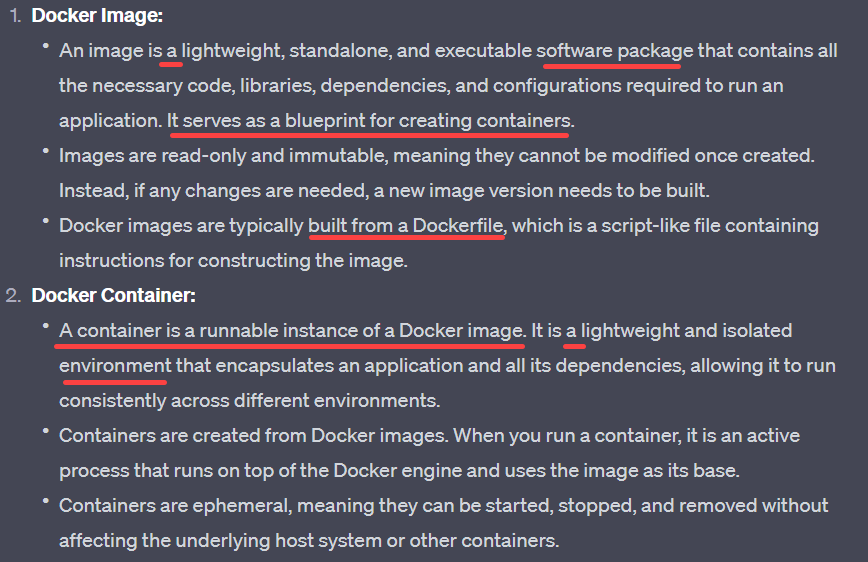 1. Docker Image:
• An image is a lightweight, standalone, and executable software package that contains all
the necessary code, libraries, dependencies, and configurations required to run an
application. It serves as a blueprint for creating containers.
• Images are read-only and immutable, meaning they cannot be modified once created.
Instead, if any changes are needed, a new image version needs to be built.
• Docker images are typically built from a Dockerfile, which is a script-like file containing
instructions for constructing the image.
2. Docker Container:
• A container is a runnable instance of a Docker image. It is a lightweight and isolated
environment that encapsulates an application and all its dependencies, allowing it to run
consistently across different environments.
• Containers are created from Docker images. When you run a container, it is an active
process that runs on top of the Docker engine and uses the image as its base.
• Containers are ephemeral, meaning they can be started, stopped, and removed without
affecting the underlying host system or other containers.